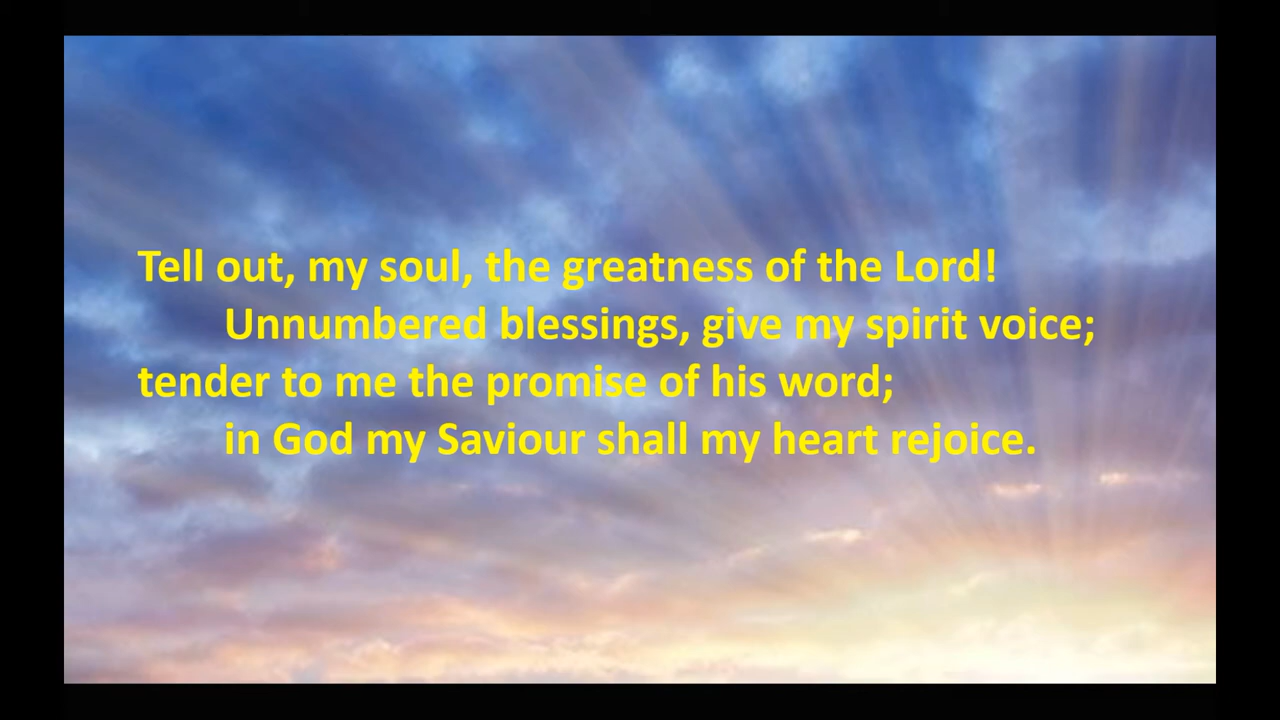 Tell out, my soul, the greatness of the Lord!
Unnumbered blessings, give my spirit voice;
tender to me the promise of his word;
in God my Saviour shall my heart rejoice.